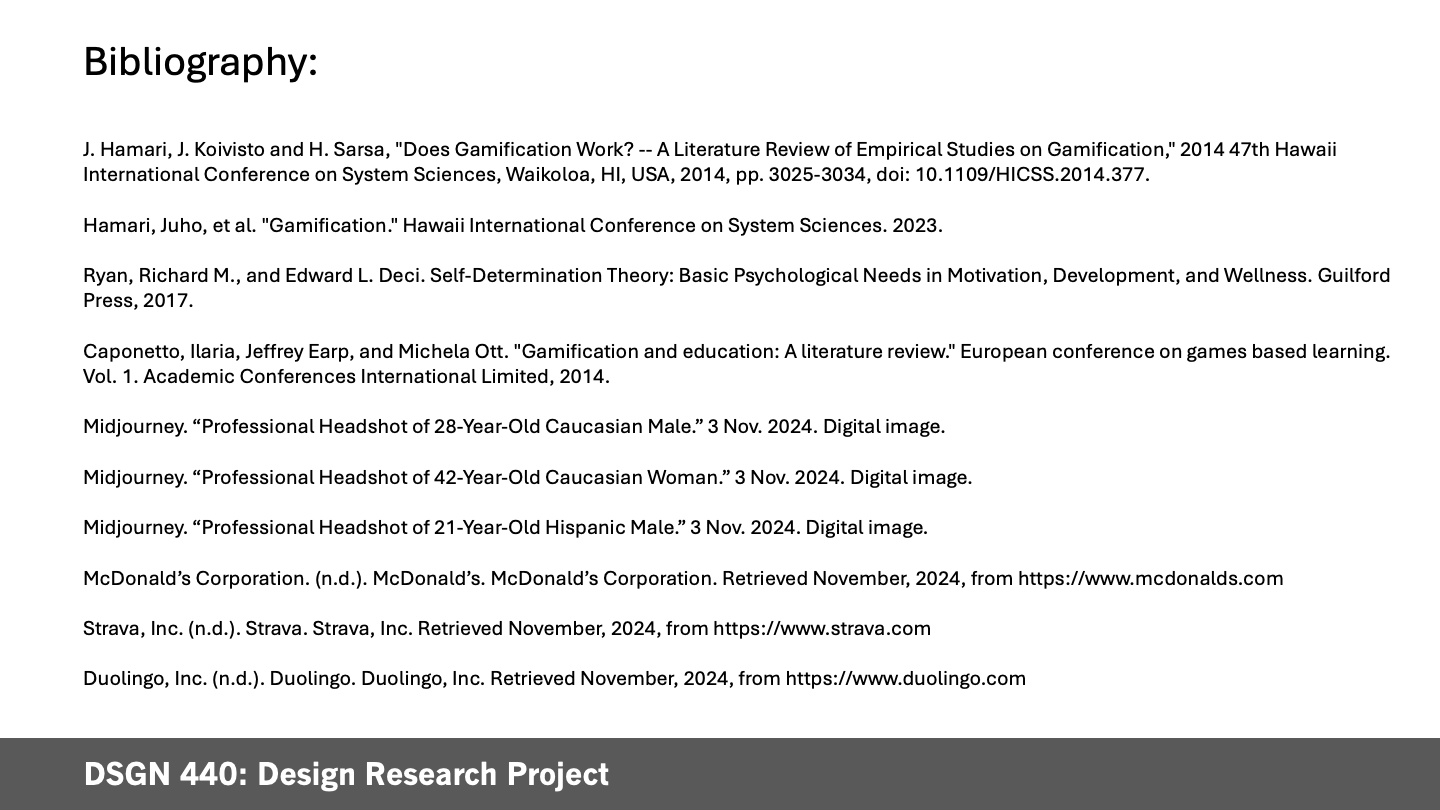 Bibliography:
J. Hamari, J. Koivisto and H. Sarsa, "Does Gamification Work? -- A Literature Review of Empirical Studies on Gamification," 2014 47th Hawaii
International Conference on System Sciences, Waikoloa, HI, USA, 2014, pp. 3025-3034, doi: 10.1109/HICSS.2014.377.
Hamari, Juho, et al. "Gamification." Hawaii International Conference on System Sciences. 2023.
Ryan, Richard M., and Edward L. Deci. Self-Determination Theory: Basic Psychological Needs in Motivation, Development, and Wellness. Guilford
Press, 2017.
Caponetto, Ilaria, Jeffrey Earp, and Michela Ott. "Gamification and education: A literature review." European conference on games based learning.
Vol. 1. Academic Conferences International Limited, 2014.
Midjourney. “Professional Headshot of 28-Year-Old Caucasian Male.” 3 Nov. 2024. Digital image.
Midjourney. “Professional Headshot of 42-Year-Old Caucasian Woman.” 3 Nov. 2024. Digital image.
Midjourney. “Professional Headshot of 21-Year-Old Hispanic Male.” 3 Nov. 2024. Digital image.
McDonald’s Corporation. (n.d.). McDonald’s. McDonald’s Corporation. Retrieved November, 2024, from https://www.mcdonalds.com
Strava, Inc. (n.d.). Strava. Strava, Inc. Retrieved November, 2024, from https://www.strava.com
Duolingo, Inc. (n.d.). Duolingo. Duolingo, Inc. Retrieved November, 2024, from https://www.duolingo.com
DSGN 440: Design Research Project